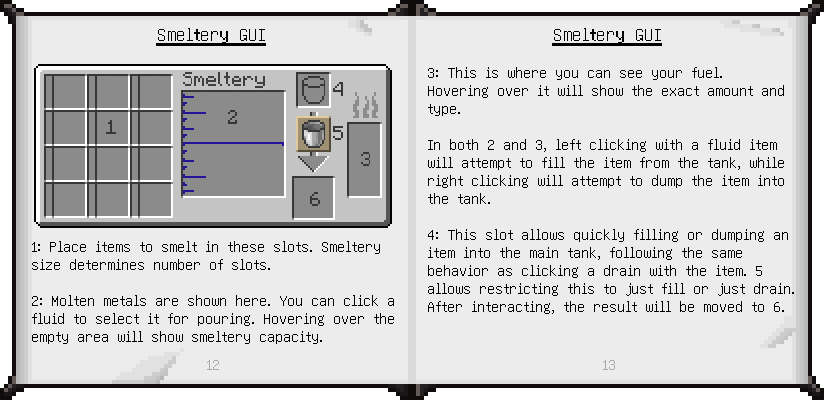 Smeltery GUI
Smeltery
1
2
4
5
3
6
1: Place items to smelt in these slots. Smeltery
size determines number of slots.
2: Molten metals are shown here. You can click a
fluid to select it for pouring. Hovering over the
empty area will show smeltery capacity.
12
Smeltery GUI
3: This is where you can see your fuel.
Hovering over it will show the exact amount and
type.
In both 2 and 3, left clicking with a fluid item
will attempt to fill the item from the tank, while
right clicking will attempt to dump the item into
the tank.
4: This slot allows quickly filling or dumping an
item into the main tank, following the same
behavior as clicking a drain with the item. 5
allows restricting this to just fill or just drain.
After interacting, the result will be moved to 6.
13